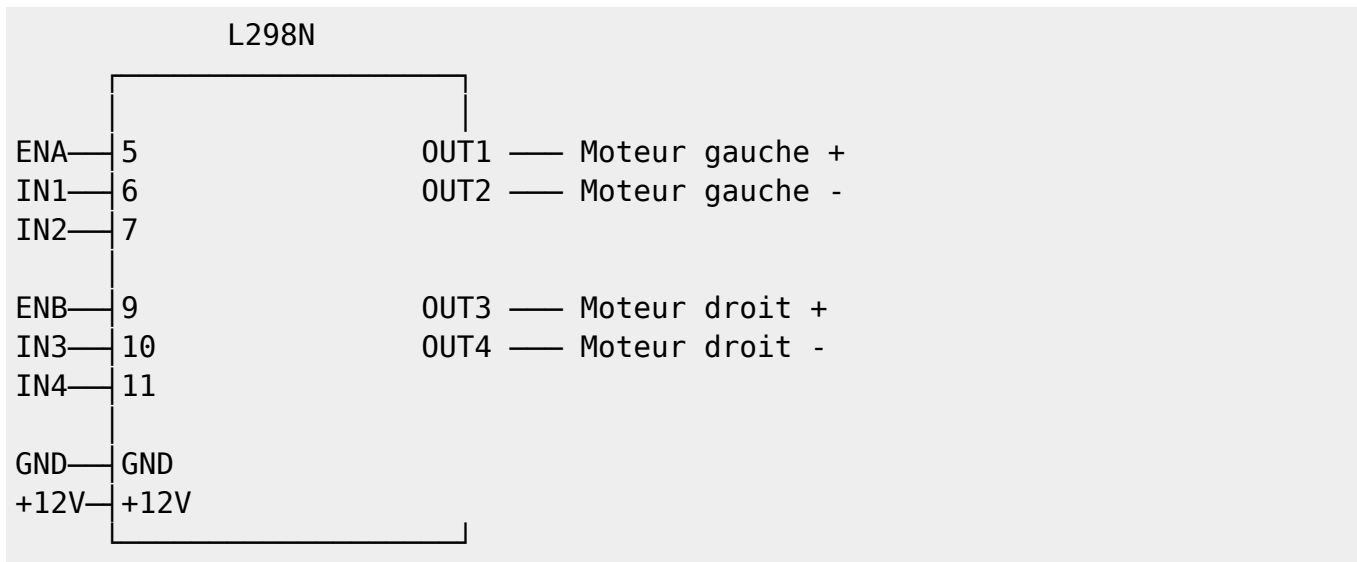 L298N
ENA 5 OUT1 —— Moteur gauche +
IN1 6 OUT2 —— Moteur gauche -
IN2 7
ENB 9 OUT3 —— Moteur droit +
IN3 10 OUT4 —— Moteur droit -
IN4 11
GND GND
+12V +12V